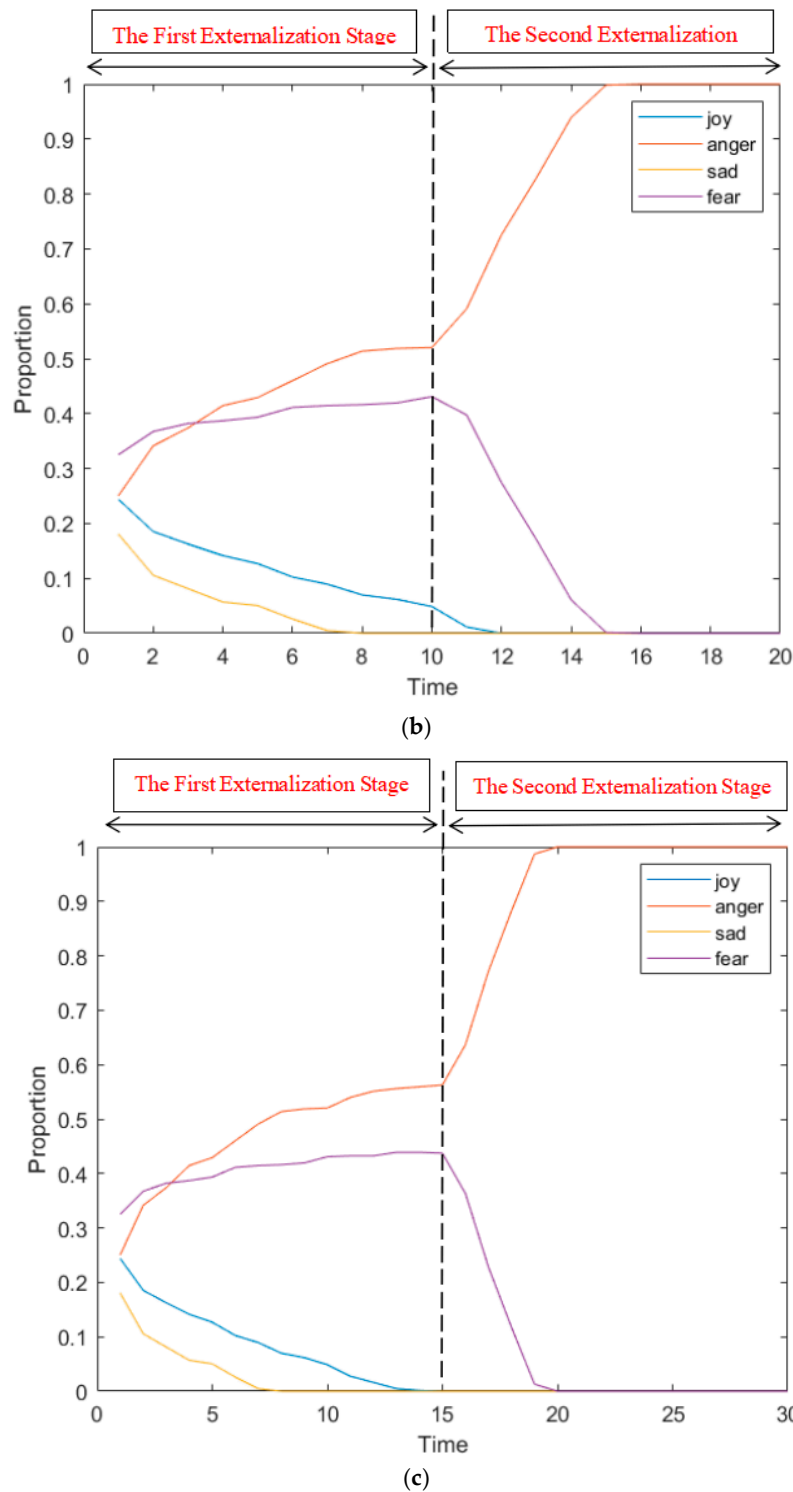 The First Externalization Stage
The Second Externalization
1
0.9
0.8
0.7
0.6
0.5
0.4
0.3
0.2
0.1
0
Proportion
joy
anger
sad
fear
0 2 4 6 8 10 12 14 16 18 20
Time
(b)
The First Externalization Stage
The Second Externalization Stage
1
0.9
0.8
0.7
0.6
0.5
0.4
0.3
0.2
0.1
0
Proportion
joy
anger
sad
fear
0 5 10 15 20 25 30
Time
(c)